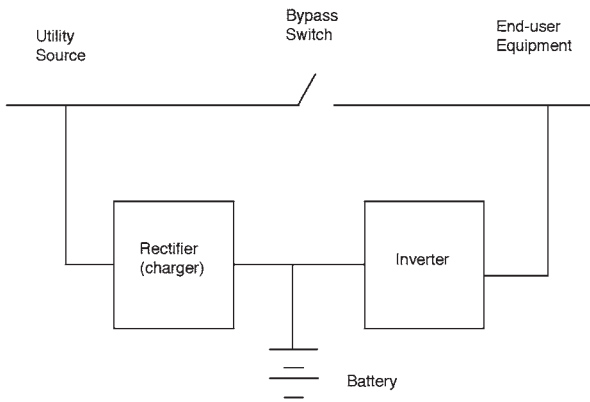 Utility
Source
Bypass
Switch
End-user
Equipment
Rectifier
(charger)
Inverter
Battery